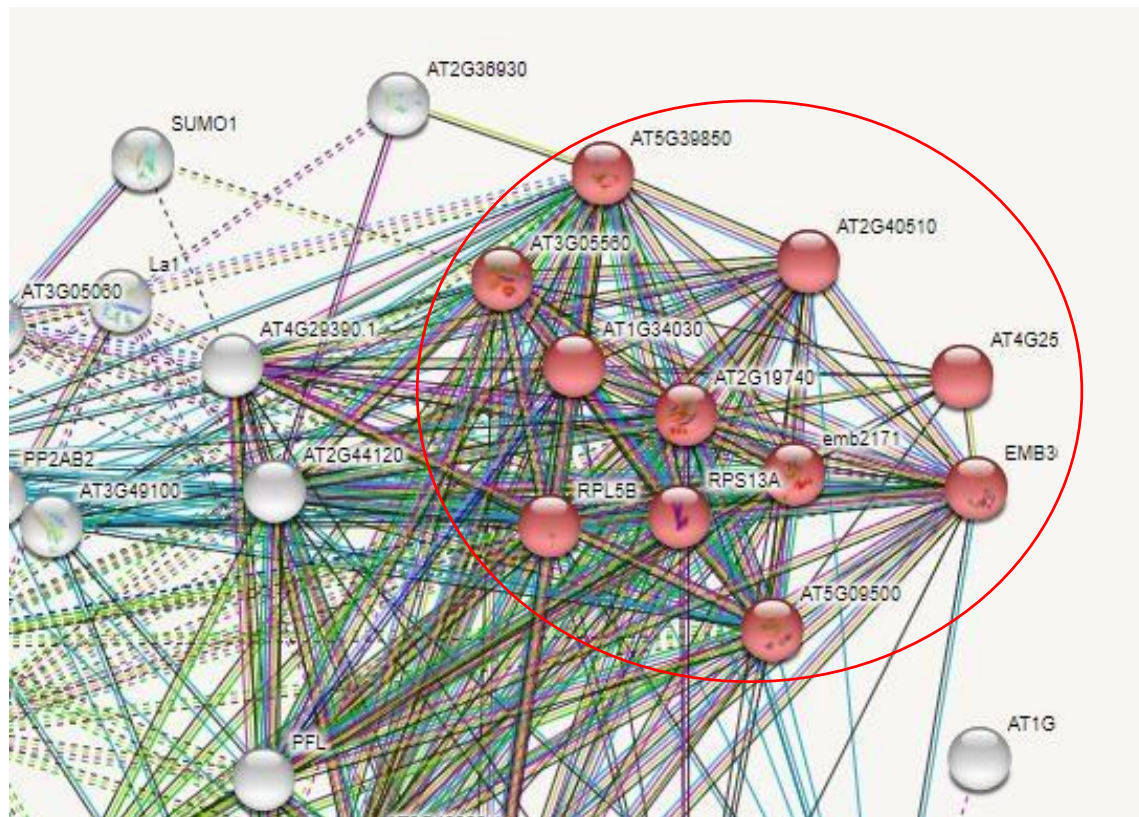 AT2G36930
SUMO1
AT5G39850
AT2G40510
AT3G05560
La1
AT3G05060
AT4G29390.1
AT1G34030
AT4G25
AT2G19740
emb2171
PP2AB2
AT2G44120
EMB3
AT3G49100
RPL5B
RPS13A
AT5G09500
AT1G
PFL